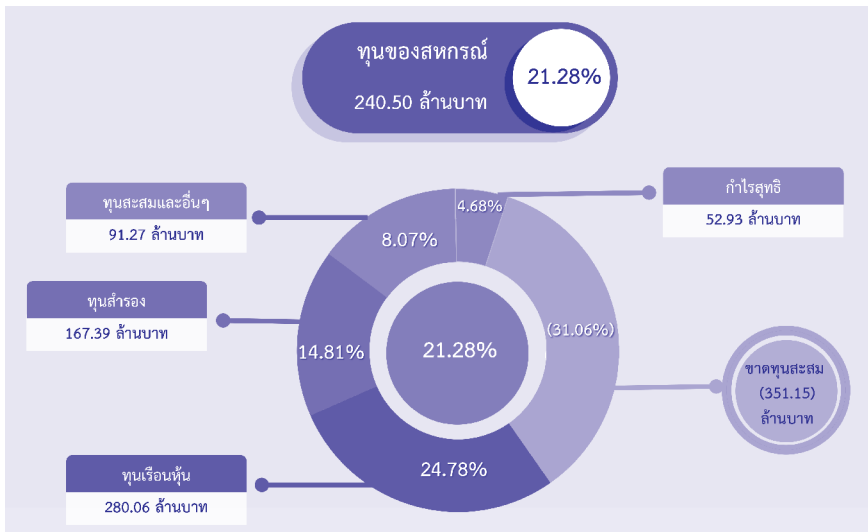 ทุนของสหกรณ์
240.50 ล้านบาท
21.28%
ทุนสะสมและอื่นๆ
91.27 ล้านบาท
กำไรสุทธิ
52.93 ล้านบาท
4.68%
8.07%
ทุนสำรอง
167.39 ล้านบาท
14.81%
21.28%
(31.06%)
ขาดทุนสะสม
(351.15)
ล้านบาท
24.78%
ทุนเรือนหุ้น
280.06 ล้านบาท